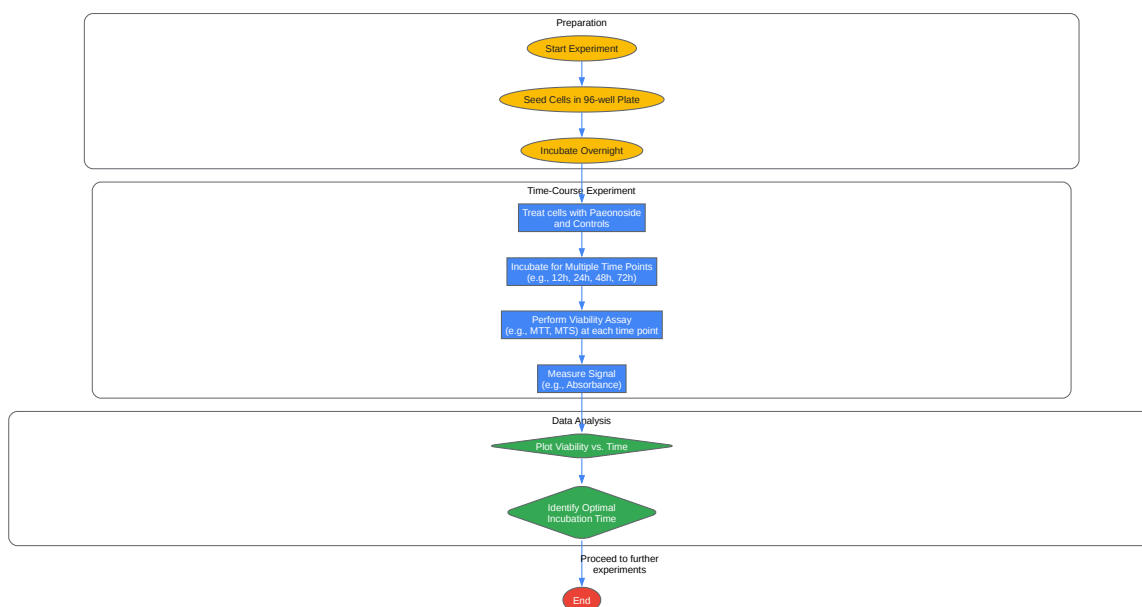 Preparation
Start Experiment
Seed Cells in 96-well Plate
Incubate Overnight
Time-Course Experiment
Treat cells with Paeonoside
and Controls
Incubate for Multiple Time Points
(e.g., 12h, 24h, 48h, 72h)
Perform Viability Assay
(e.g., MTT, MTS) at each time point
Measure Signal
(e.g., Absorbance)
Data Analysis
Plot Viability vs. Time
Identify Optimal
Incubation Time
Proceed to further
experiments
End